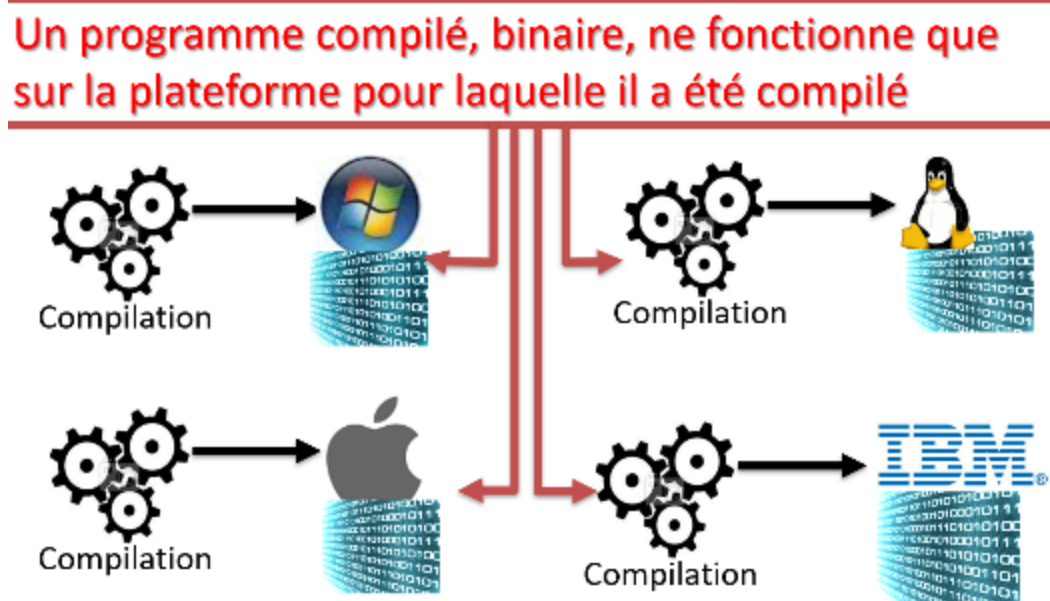 Un programme compilé, binaire, ne fonctionne que
sur la plateforme pour laquelle il a été compilé
Compilation
Compilation
Compilation
IBM®
Compilation